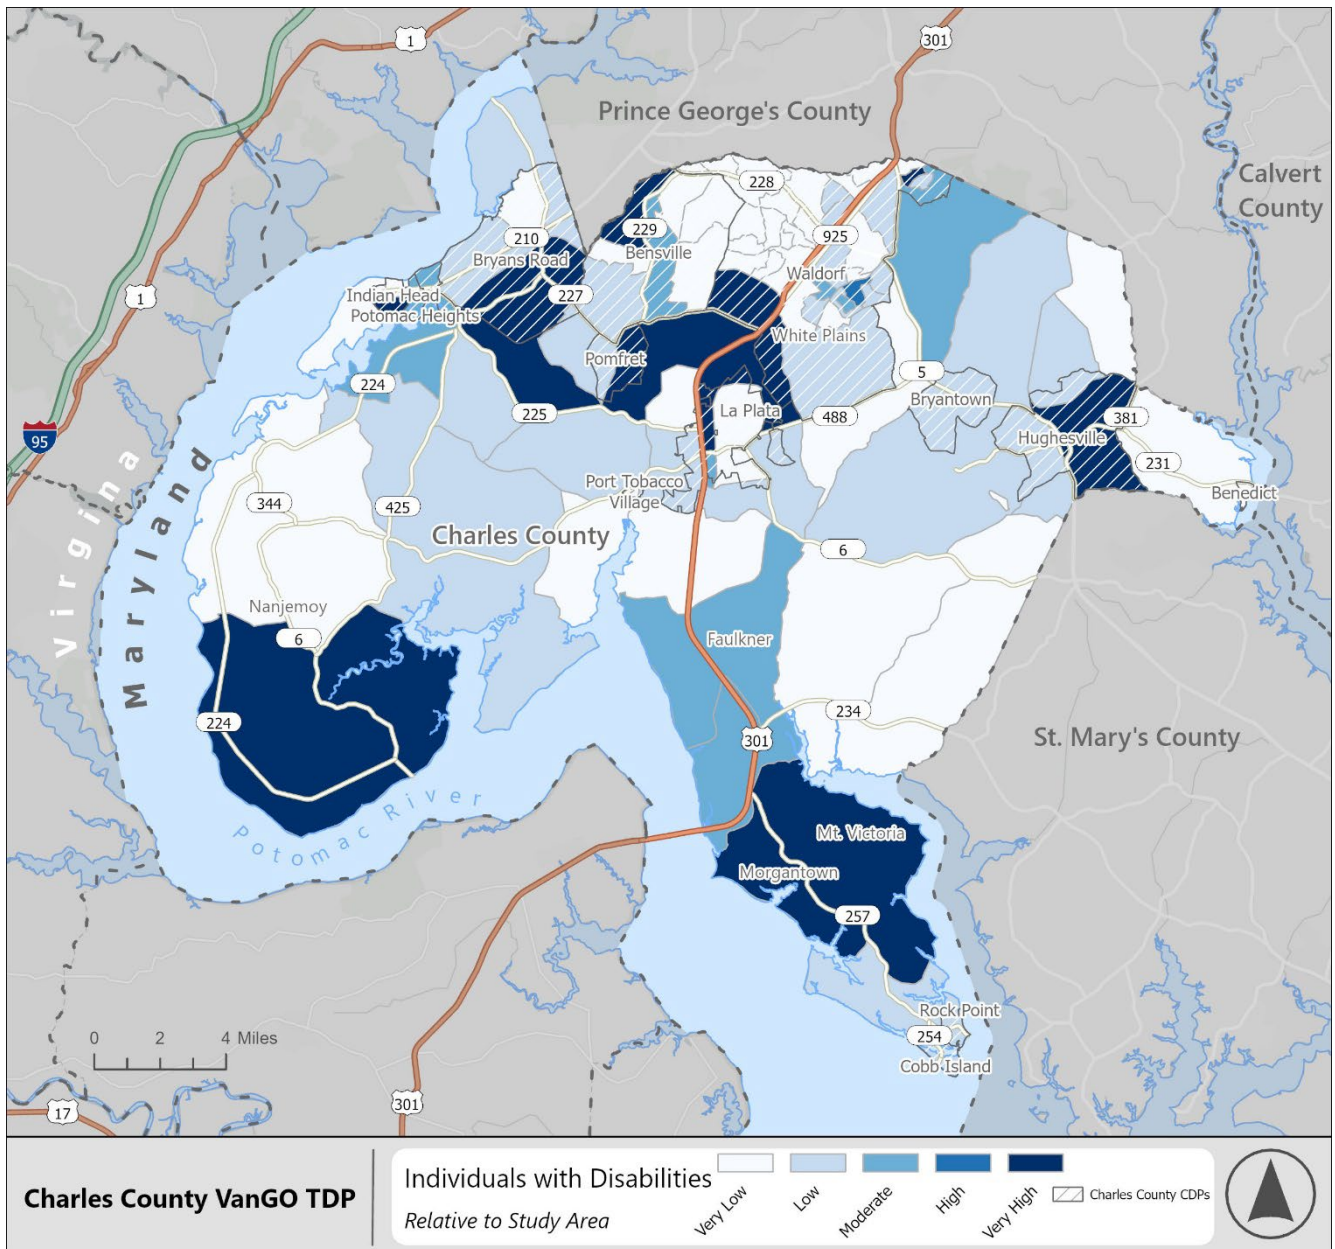 1
301
Prince George's County
Calvert
County
228
229
Bensville
925
210
Bryans Road
Waldorf
1
Indian Head
227
Potomac Heights
White Plains
Pomfret
5
224
Bryantown
225
La Plata
488
381
95
Hughesville
231
Port Tobacco
Village
Benedict
344
425
Charles County
6
Virginia
Maryland
Nanjemoy
6
Faulkner
224
234
301
St. Mary's County
Potomac River
Mt. Victoria
Morgantown
257
Rock Point
254
Cobb Island
0 2 4 Miles
17
301
Charles County VanGO TDP
Individuals with Disabilities
Relative to Study Area
Very Low
Low
Moderate
High
Very High
Charles County CDPs